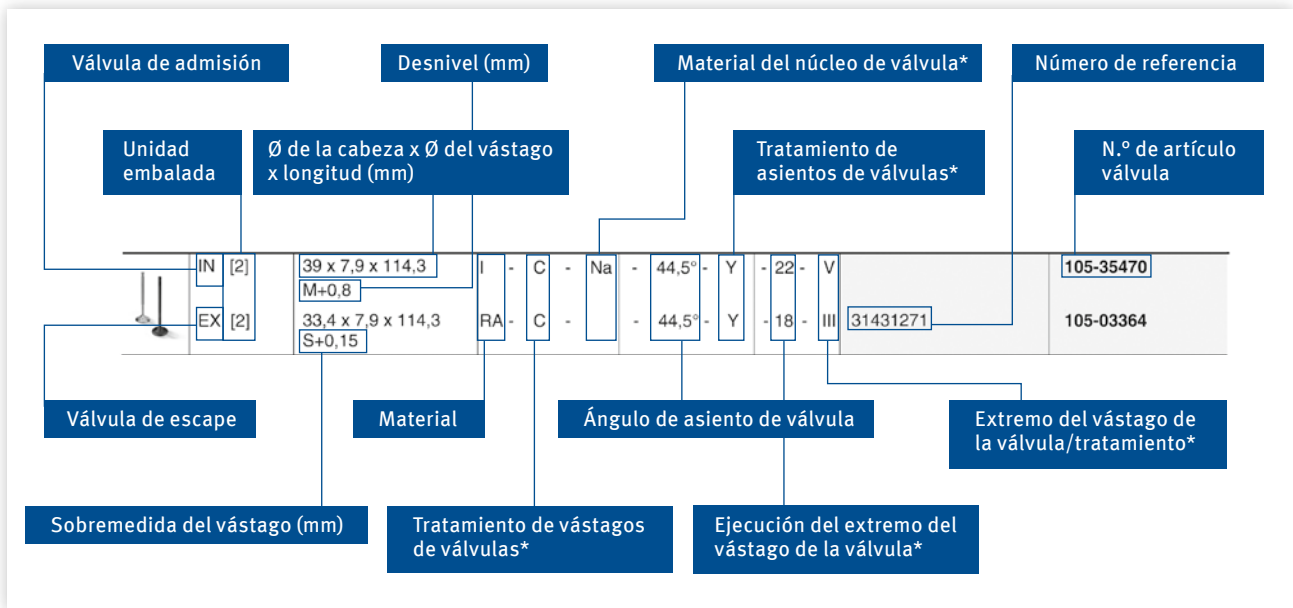 Válvula de admisión
Desnivel (mm)
Material del núcleo de válvula*
Número de referencia
Unidad
embalada
Ø de la cabeza x Ø del vástago
x longitud (mm)
Tratamiento de
asientos de válvulas*
N.º de artículo
válvula
IN [2] 39 x 7,9 x 114,3 I - C - Na - 44,5° - Y - 22 - V 105-35470
M+0,8
EX [2] 33,4 x 7,9 x 114,3 RA - C - - 44,5° - Y - 18 - III 31431271 105-03364
S+0,15
Válvula de escape
Material
Ángulo de asiento de válvula
Extremo del vástago de
la válvula/tratamiento*
Sobremedida del vástago (mm)
Tratamiento de vástagos
de válvulas*
Ejecución del extremo del
vástago de la válvula*